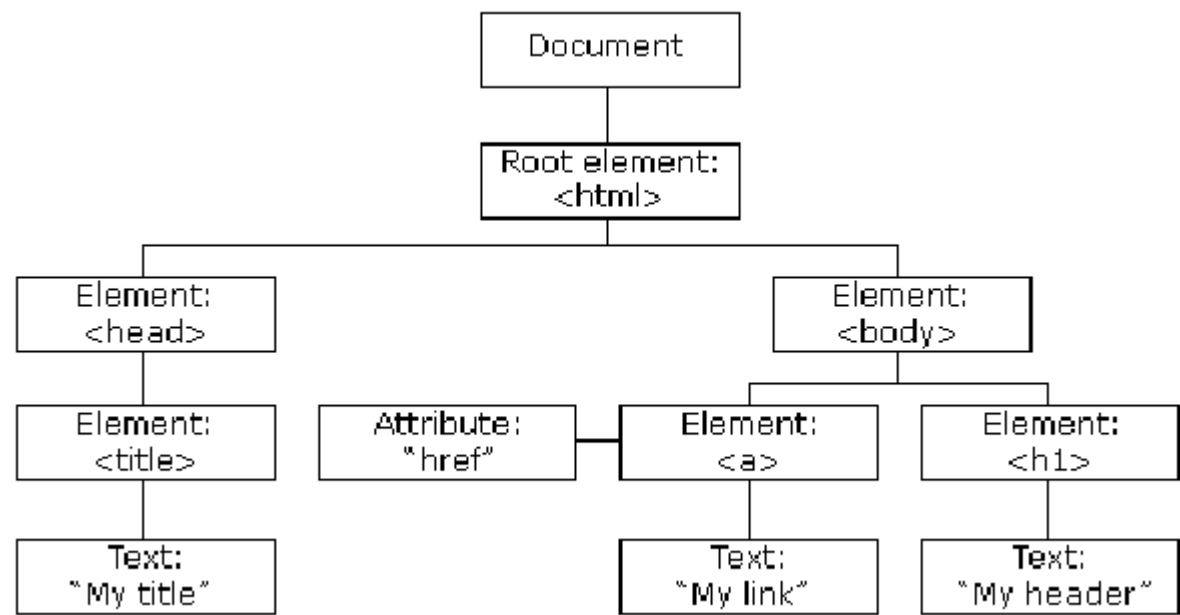 Document
Root element:
<html>
Element:
<head>
Element:
<body>
Element:
<title>
Attribute:
“href”
Element:
<a>
Element:
<h1>
Text:
“My title”
Text:
“My link”
Text:
“My header”